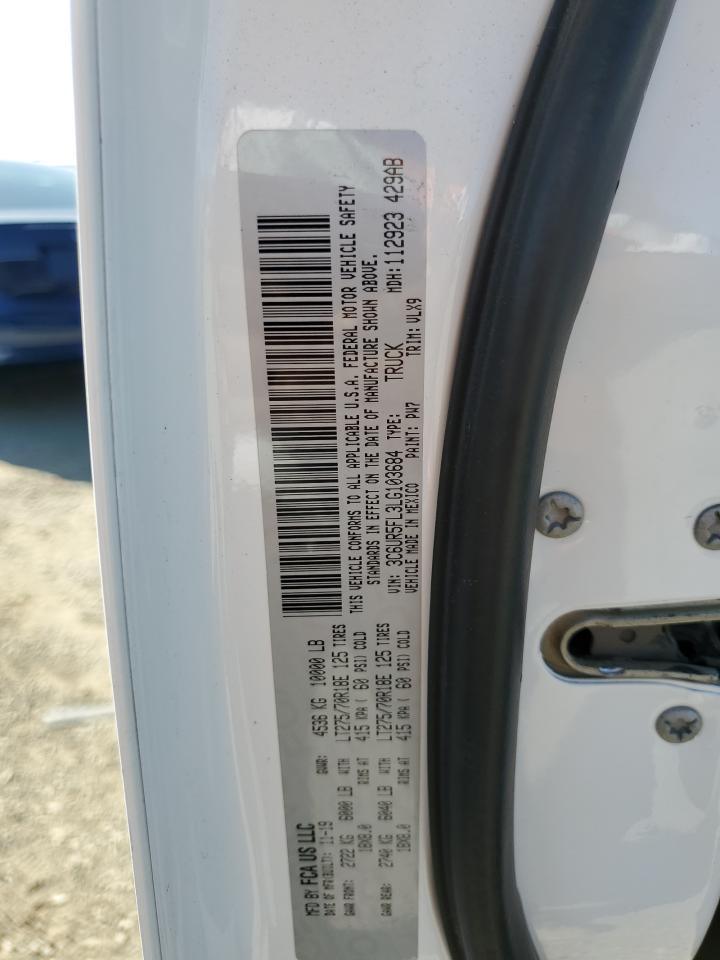 MFD BY FCA US LLC
DATE OF MFR(BUILT): 11-19 GVWR: 4536 KG 10000 LB
GAWR FRONT: 2722 KG 6000 LB WITH LT275/70R18E 125 TIRES
18X8.0 RIMS AT 415 KPA ( 60 PSI) COLD
GAWR REAR: 2740 KG 6040 LB WITH LT275/70R18E 125 TIRES
18X8.0 RIMS AT 415 KPA ( 60 PSI) COLD
THIS VEHICLE CONFORMS TO ALL APPLICABLE U.S.A. FEDERAL MOTOR VEHICLE SAFETY
STANDARDS IN EFFECT ON THE DATE OF MANUFACTURE SHOWN ABOVE.
VIN: 3C6UR5FL3LG103684 TYPE: TRUCK MDH:112923 429AB
VEHICLE MADE IN MEXICO PAINT: PW7 TRIM: VLX9